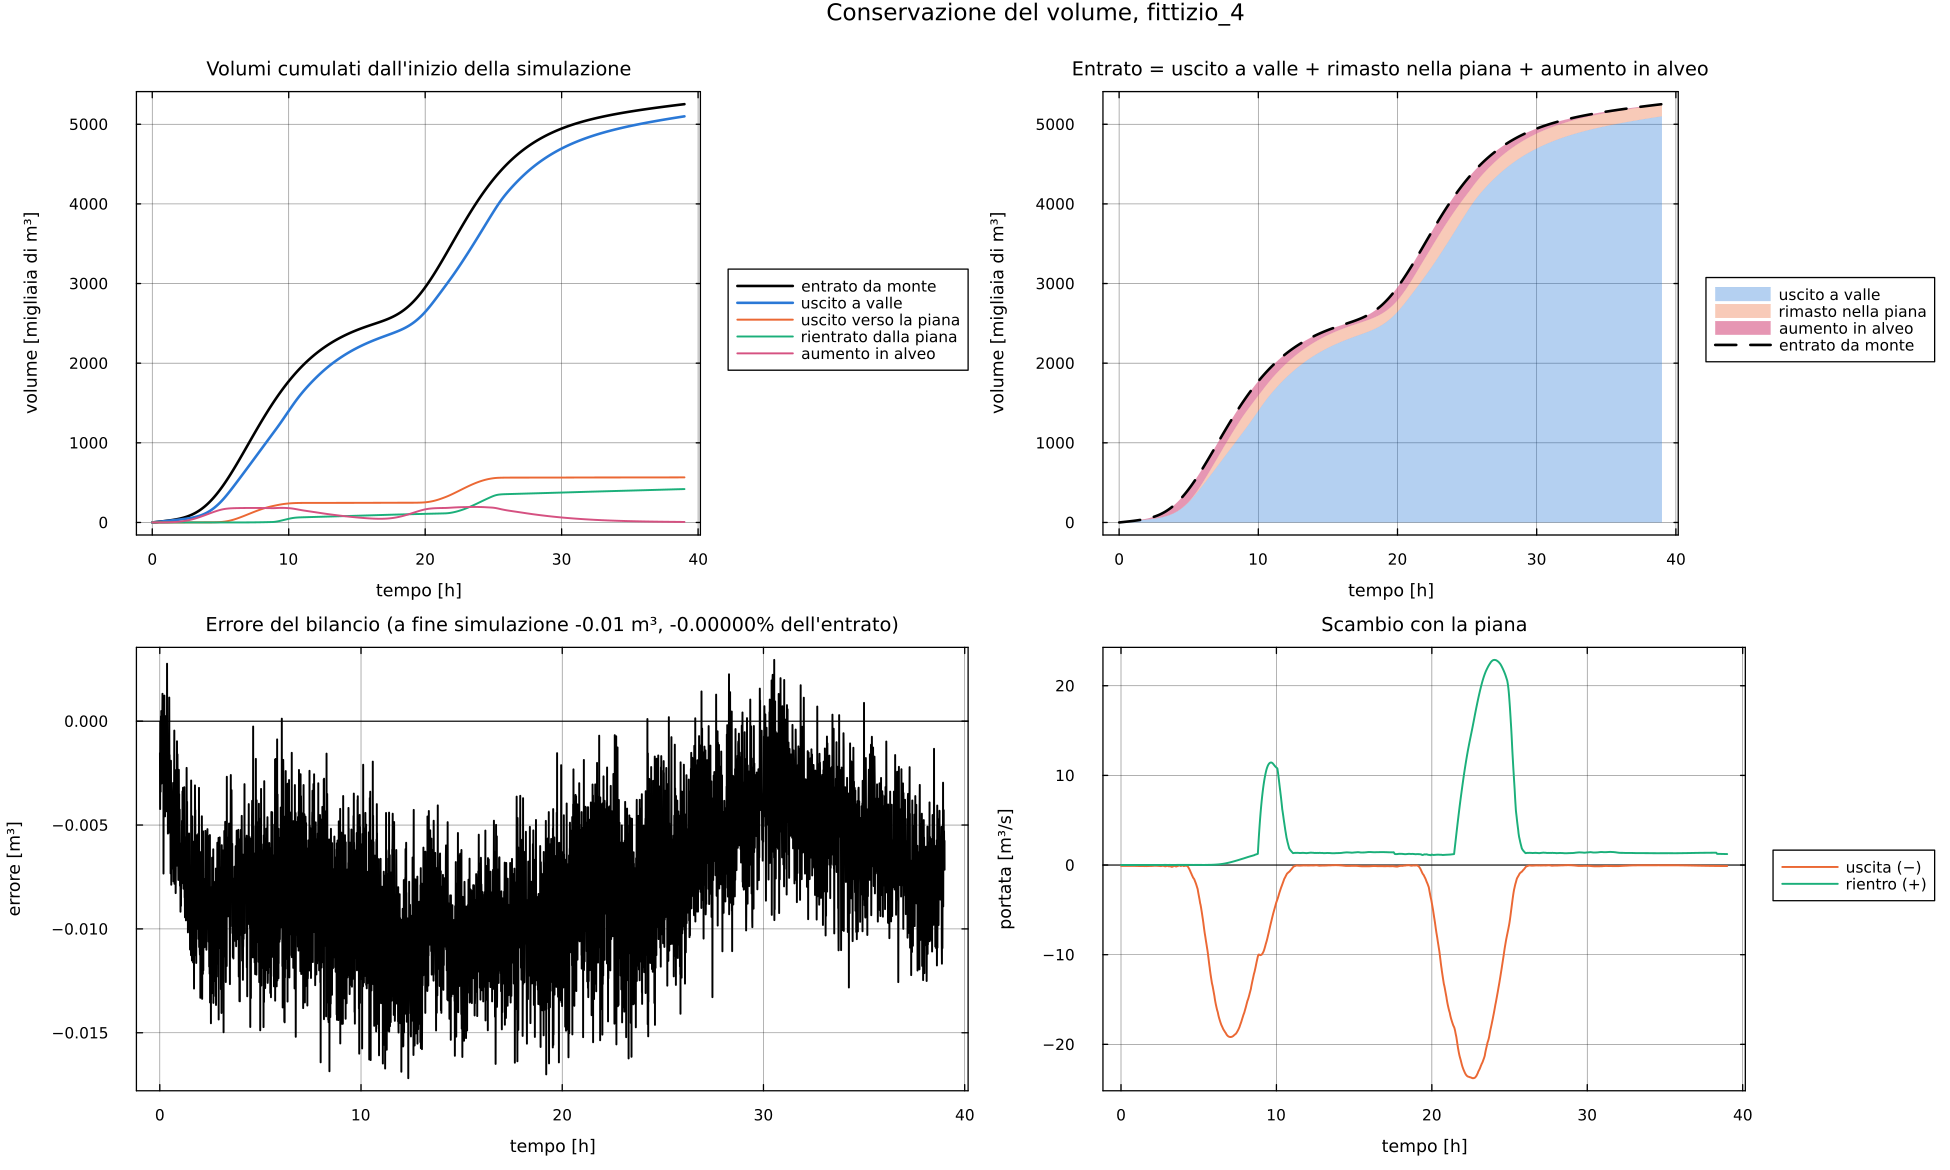 Conservazione del volume, fittizio_4
Volumi cumulati dall'inizio della simulazione
volume [migliaia di m³]
5000
4000
3000
2000
1000
0
0 10 20 30 40
tempo [h]
entrato da monte
uscito a valle
uscito verso la piana
rientrato dalla piana
aumento in alveo
Entrato = uscito a valle + rimasto nella piana + aumento in alveo
volume [migliaia di m³]
5000
4000
3000
2000
1000
0
0 10 20 30 40
tempo [h]
uscito a valle
rimasto nella piana
aumento in alveo
entrato da monte
Errore del bilancio (a fine simulazione -0.01 m³, -0.00000% dell'entrato)
errore [m³]
0.000
−0.005
−0.010
−0.015
0 10 20 30 40
tempo [h]
Scambio con la piana
portata [m³/s]
20
10
0
−10
−20
0 10 20 30 40
tempo [h]
uscita (−)
rientro (+)